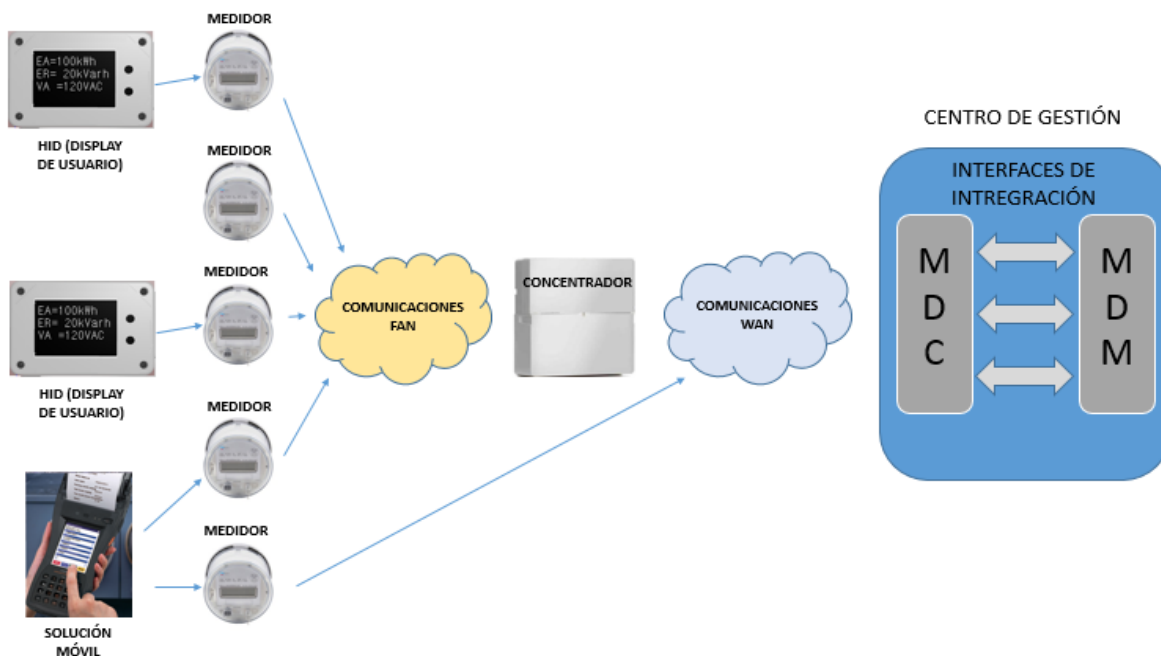 MEDIDOR
EA=100kWh
ER= 20kVarh
VA =120VAC
HID (DISPLAY
DE USUARIO)
MEDIDOR
MEDIDOR
EA=100kWh
ER= 20kVarh
VA =120VAC
HID (DISPLAY
DE USUARIO)
MEDIDOR
MEDIDOR
SOLUCIÓN
MÓVIL
COMUNICACIONES
FAN
CONCENTRADOR
COMUNICACIONES
WAN
CENTRO DE GESTIÓN
INTERFACES DE
INTREGRACIÓN
M
D
C
M
D
M